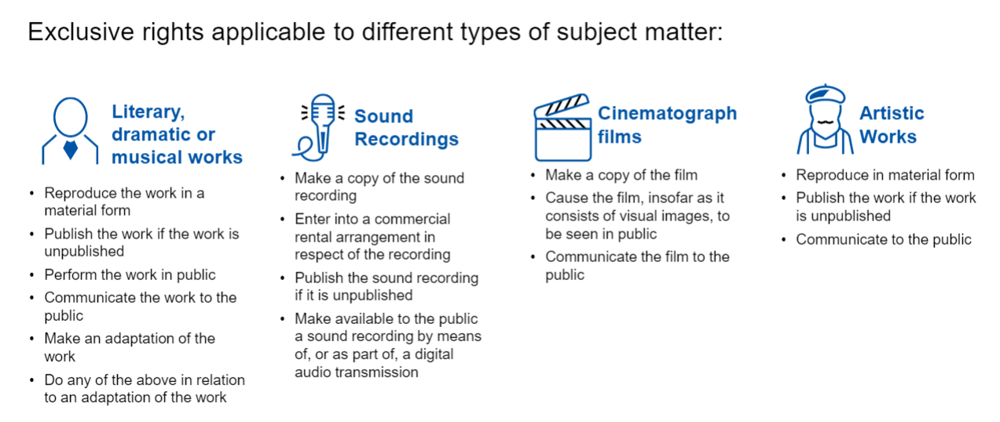 Exclusive rights applicable to different types of subject matter:
Literary,
dramatic or
musical works
• Reproduce the work in a
material form
• Publish the work if the work is
unpublished
• Perform the work in public
• Communicate the work to the
public
• Make an adaptation of the
work
• Do any of the above in relation
to an adaptation of the work
Sound
Recordings
• Make a copy of the sound
recording
• Enter into a commercial
rental arrangement in
respect of the recording
• Publish the sound recording
if it is unpublished
• Make available to the public
a sound recording by means
of, or as part of, a digital
audio transmission
Cinematograph
films
• Make a copy of the film
• Cause the film, insofar as it
consists of visual images, to
be seen in public
• Communicate the film to the
public
Artistic
Works
• Reproduce in material form
• Publish the work if the work
is unpublished
• Communicate to the public